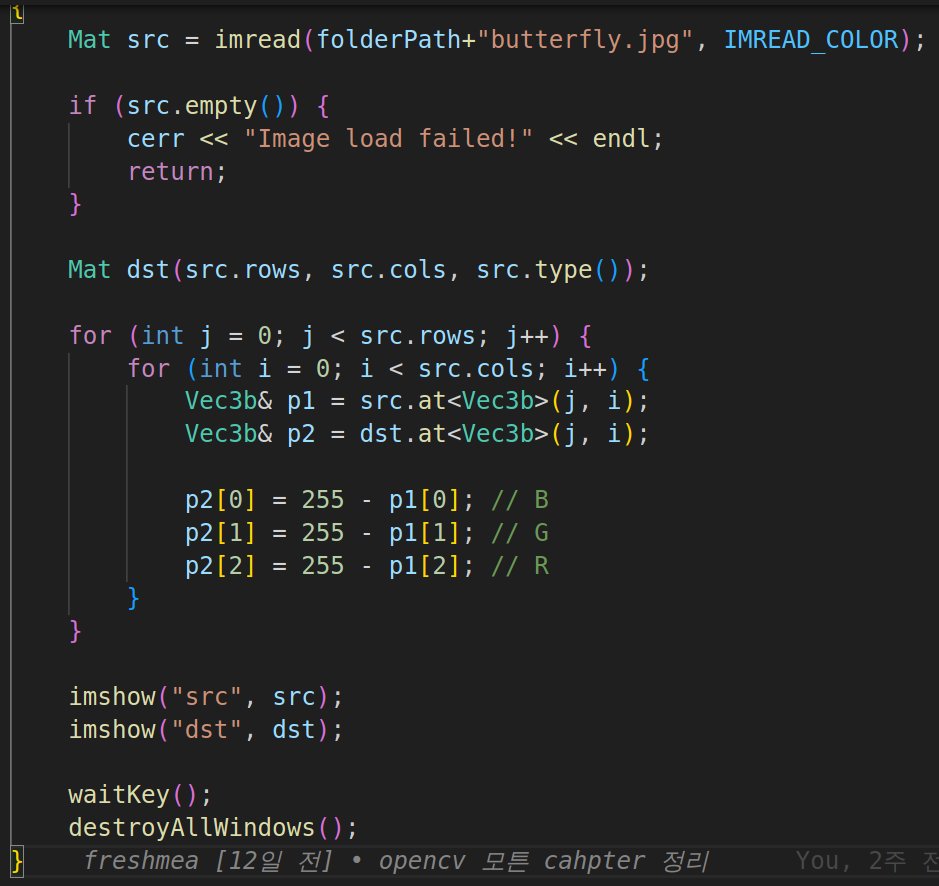 {
    Mat src = imread(folderPath+"butterfly.jpg", IMREAD_COLOR);
    if (src.empty()) {
        cerr << "Image load failed!" << endl;
        return;
    }
    Mat dst(src.rows, src.cols, src.type());
    for (int j = 0; j < src.rows; j++) {
        for (int i = 0; i < src.cols; i++) {
            Vec3b& p1 = src.at<Vec3b>(j, i);
            Vec3b& p2 = dst.at<Vec3b>(j, i);
            p2[0] = 255 - p1[0]; // B
            p2[1] = 255 - p1[1]; // G
            p2[2] = 255 - p1[2]; // R
        }
    }
    imshow("src", src);
    imshow("dst", dst);
    waitKey();
    destroyAllWindows();
}    freshmea [12일 전] • opencv 모튼 cahpter 정리    You, 2주